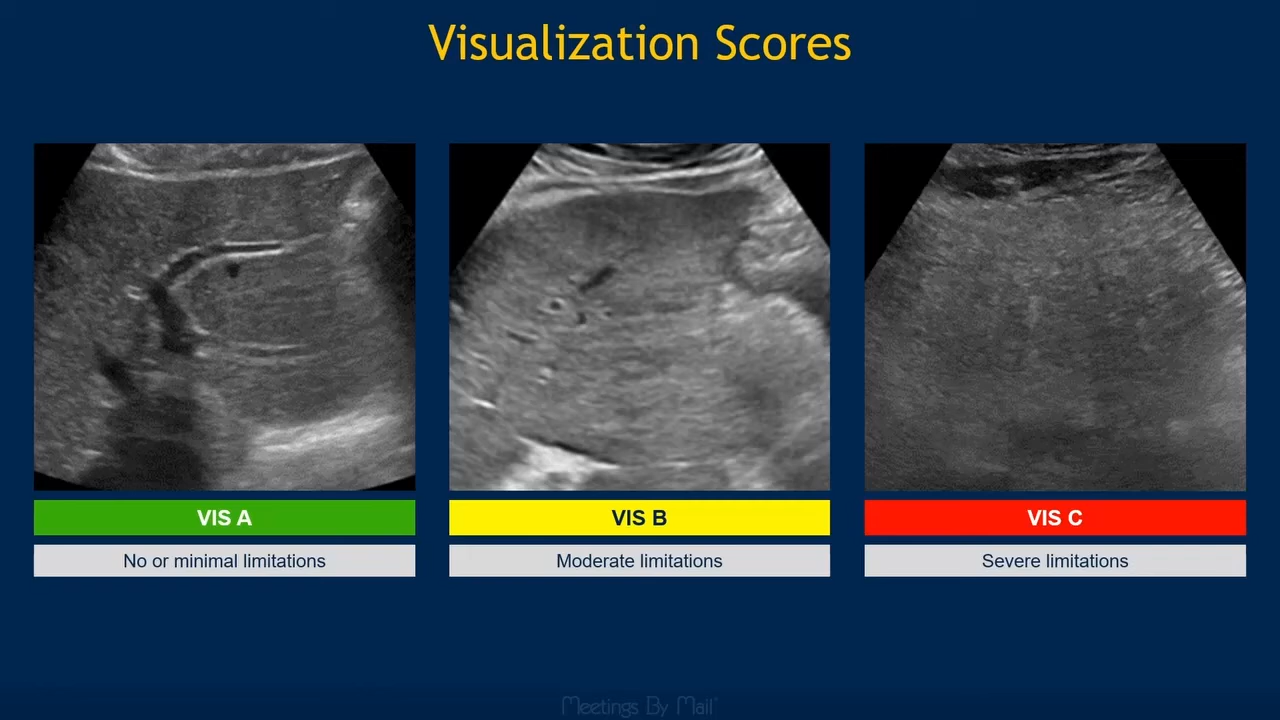 Visualization Scores
VIS A
VIS B
VIS C
No or minimal limitations
Moderate limitations
Severe limitations
Meetings By Mail